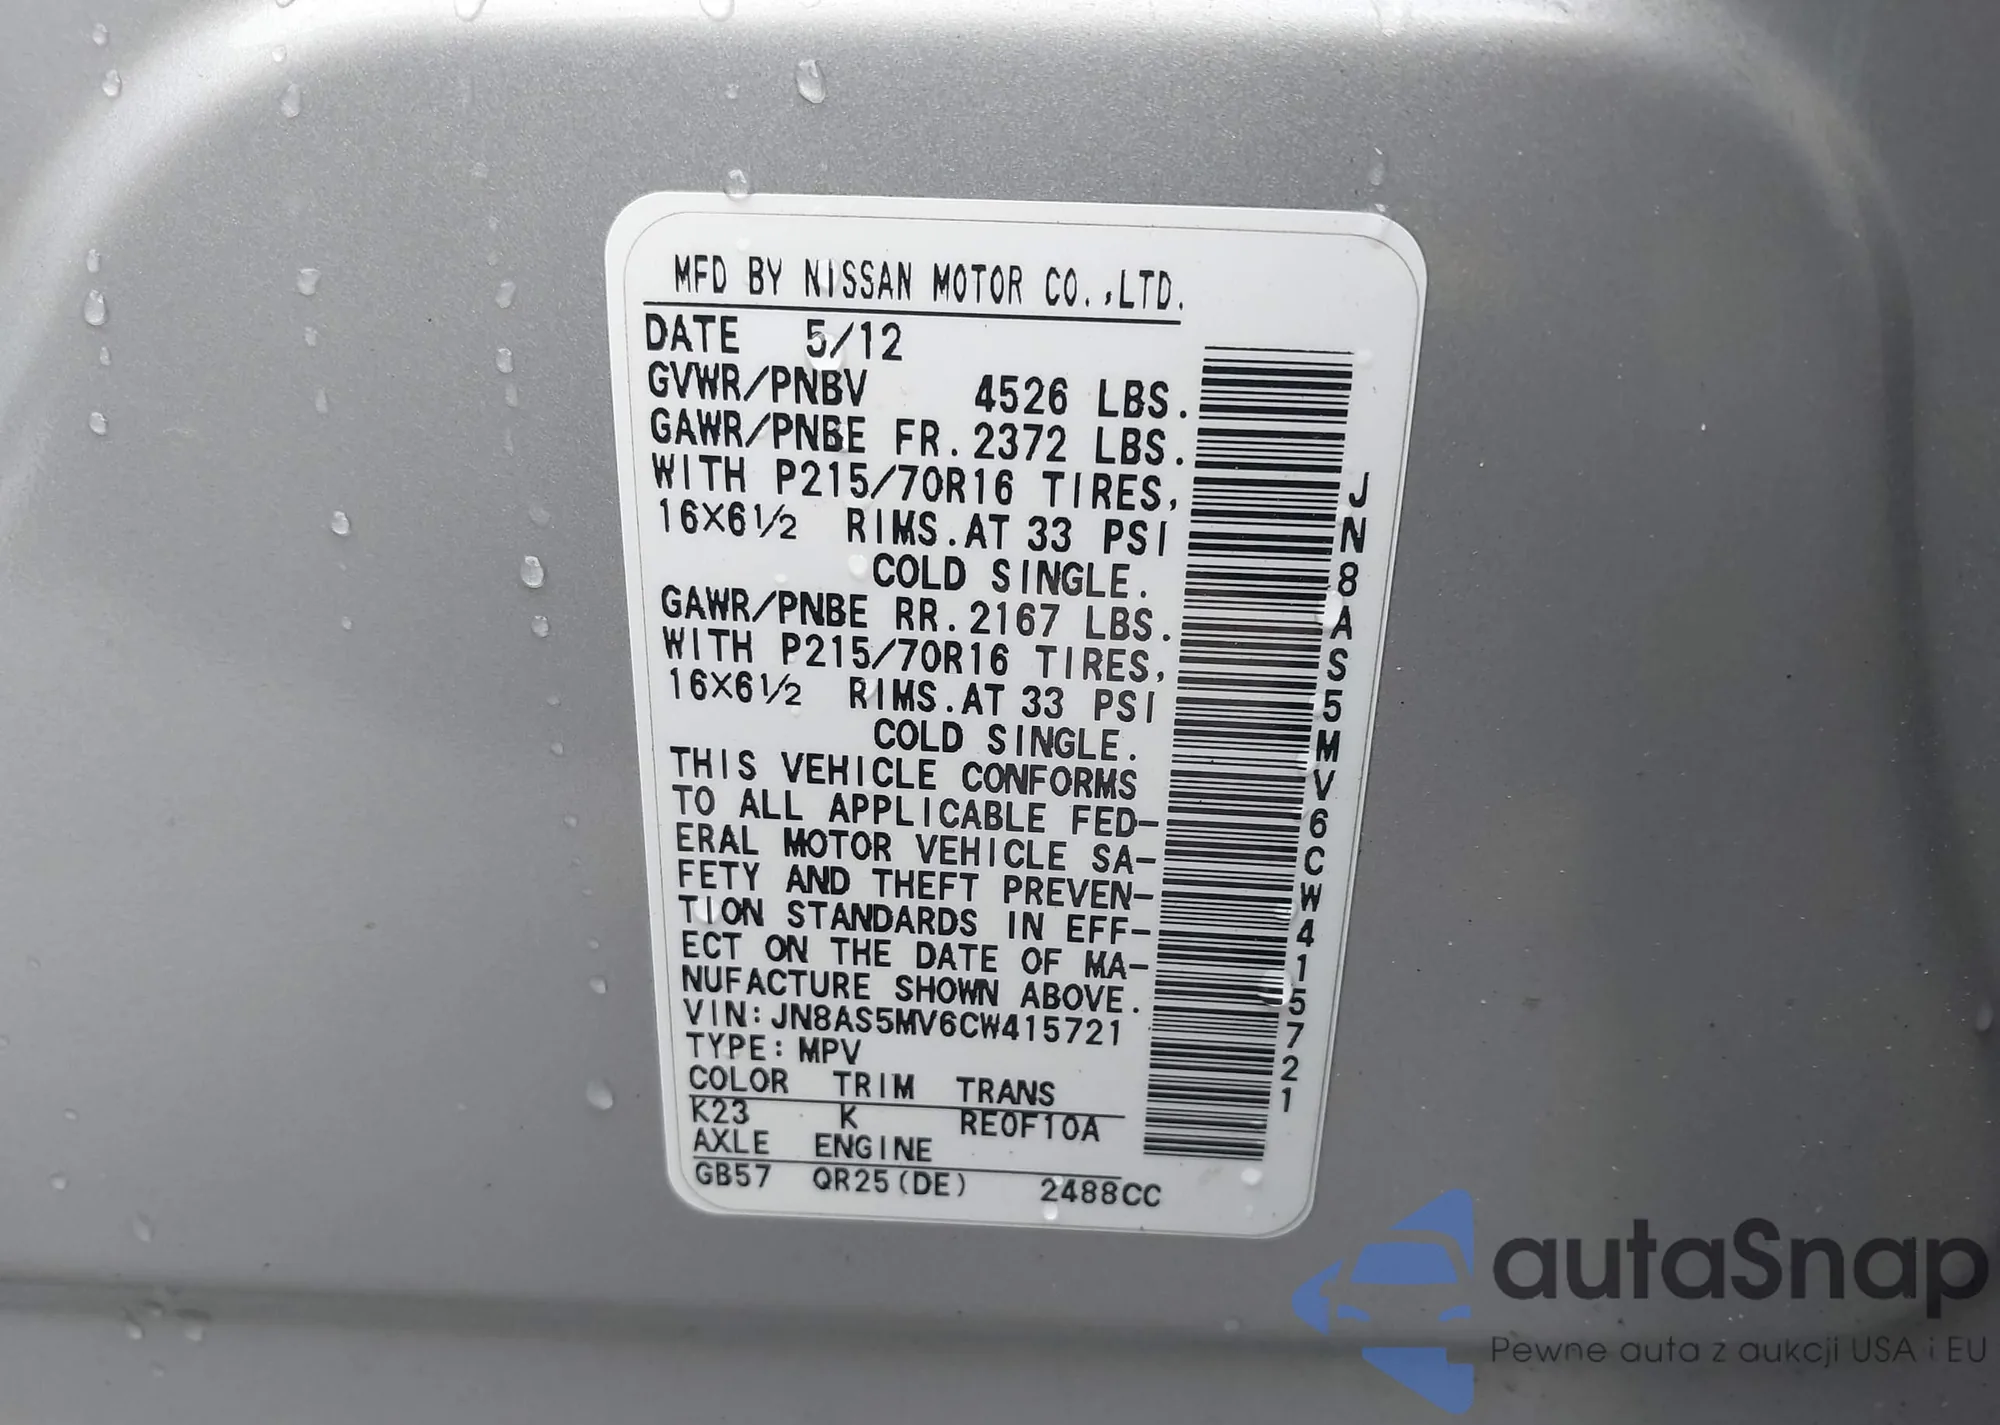 MFD BY NISSAN MOTOR CO.,LTD.
DATE 5/12
GVWR/PNBV 4526 LBS.
GAWR/PNBE FR. 2372 LBS.
WITH P215/70R16 TIRES,
16X6½ RIMS. AT 33 PSI
COLD SINGLE.
GAWR/PNBE RR. 2167 LBS.
WITH P215/70R16 TIRES,
16X6½ RIMS. AT 33 PSI
COLD SINGLE.
THIS VEHICLE CONFORMS
TO ALL APPLICABLE FED-
ERAL MOTOR VEHICLE SA-
FETY AND THEFT PREVEN-
TION STANDARDS IN EFF-
ECT ON THE DATE OF MA-
NUFACTURE SHOWN ABOVE.
VIN: JN8AS5MV6CW415721
TYPE: MPV
COLOR TRIM TRANS
K23 K RE0F10A
AXLE ENGINE
GB57 QR25(DE) 2488CC
JN8AS5MV6CW415721
autaSnap
Pewne auta z aukcji USA i EU